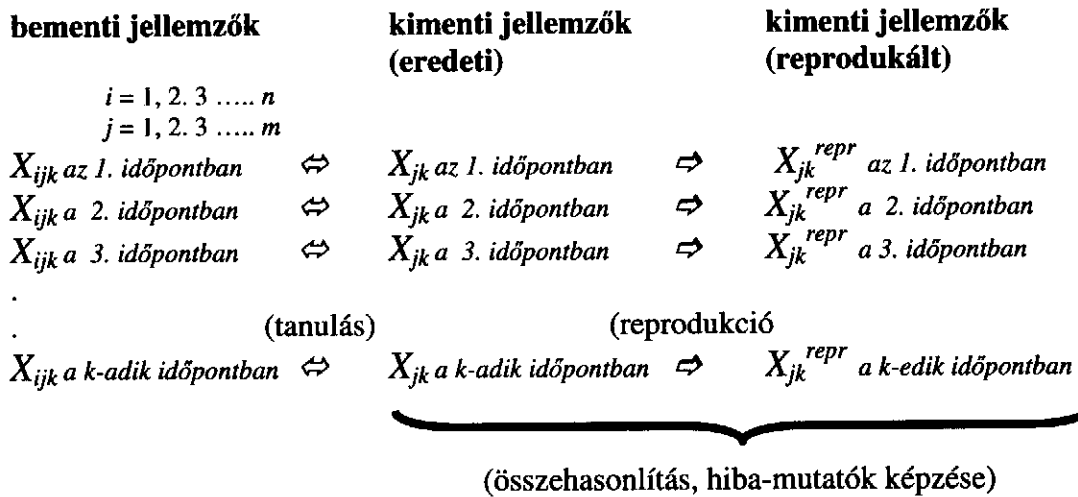 bementi jellemzők kimenti jellemzők kimenti jellemzők
(eredeti) (reprodukált)
i = 1, 2. 3 ..... n
j = 1, 2. 3 ..... m
X_ijk az 1. időpontban ⇔ X_jk az 1. időpontban ⇨ X_jk^repr az 1. időpontban
X_ijk a 2. időpontban ⇔ X_jk a 2. időpontban ⇨ X_jk^repr a 2. időpontban
X_ijk a 3. időpontban ⇔ X_jk a 3. időpontban ⇨ X_jk^repr a 3. időpontban
.
. (tanulás) (reprodukció
X_ijk a k-adik időpontban ⇔ X_jk a k-adik időpontban ⇨ X_jk^repr a k-edik időpontban
(összehasonlítás, hiba-mutatók képzése)